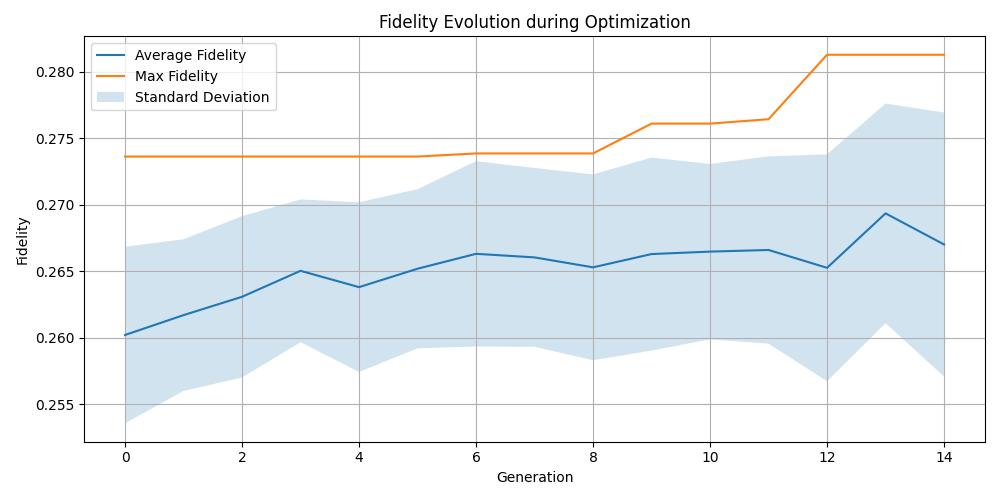 Fidelity Evolution during Optimization
Average Fidelity
Max Fidelity
Standard Deviation
Fidelity
0.280
0.275
0.270
0.265
0.260
0.255
0 2 4 6 8 10 12 14
Generation